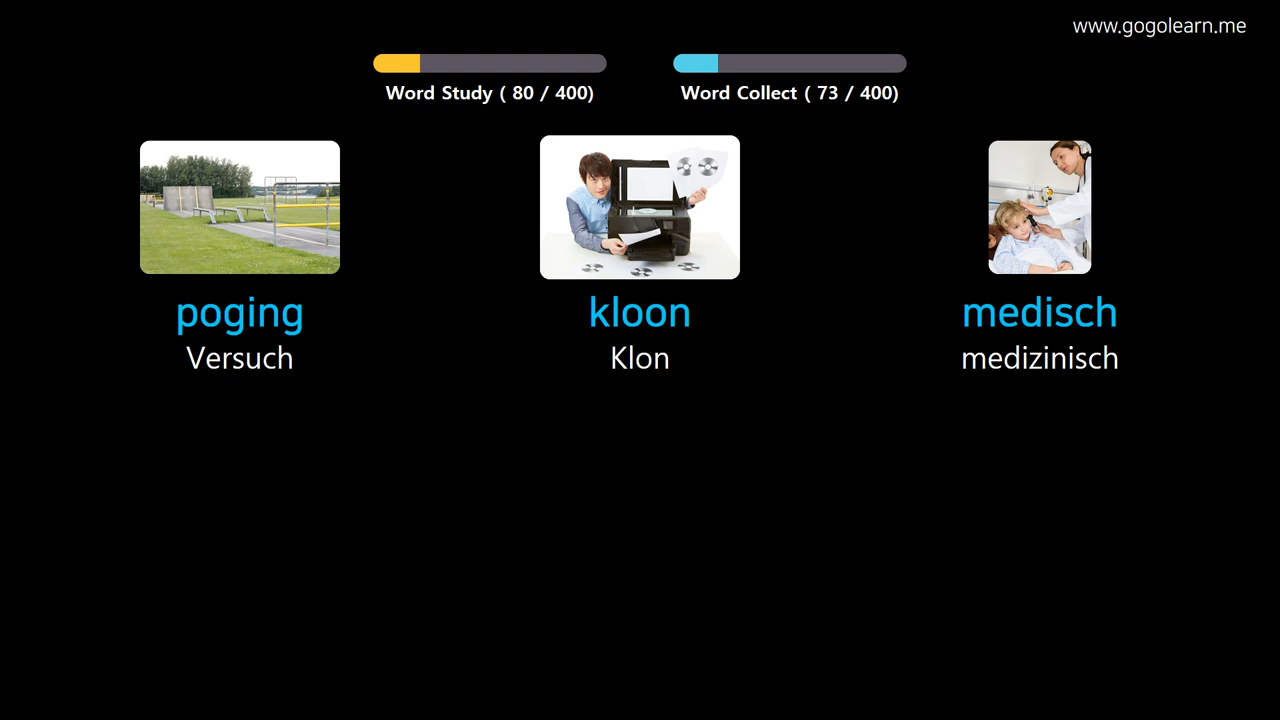 www.gogolearn.me
Word Study ( 80 / 400)
Word Collect ( 73 / 400)
poging
kloon
medisch
Versuch
Klon
medizinisch